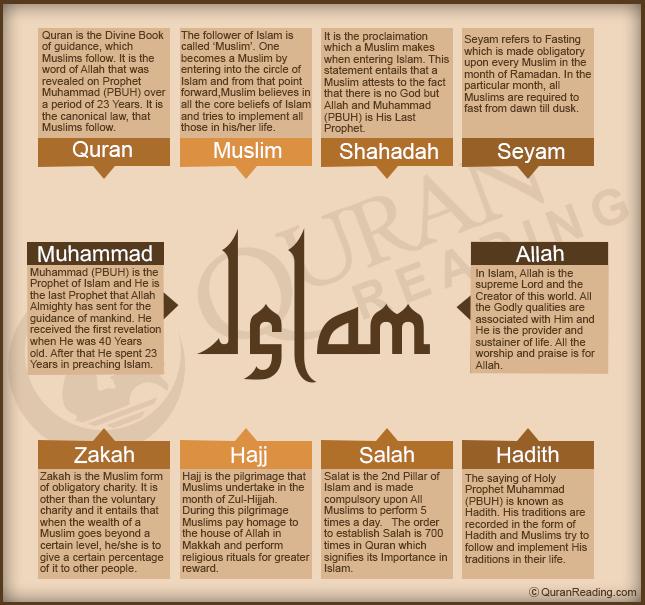 Quran is the Divine Book
of guidance, which
Muslims follow. It is the
word of Allah that was
revealed on Prophet
Muhammad (PBUH) over
a period of 23 Years. It is
the canonical law, that
Muslims follow.
Quran
The follower of Islam is
called ‘Muslim’. One
becomes a Muslim by
entering into the circle of
Islam and from that point
forward,Muslim believes in
all the core beliefs of Islam
and tries to implement all
those in his/her life.
Muslim
It is the proclaimation
which a Muslim makes
when entering Islam. This
statement entails that a
Muslim attests to the fact
that there is no God but
Allah and Muhammad
(PBUH) is His Last
Prophet.
Shahadah
Seyam refers to Fasting
which is made obligatory
upon every Muslim in the
month of Ramadan. In the
particular month, all
Muslims are required to
fast from dawn till dusk.
Seyam
Muhammad
Muhammad (PBUH) is the
Prophet of Islam and He is
the last Prophet that Allah
Almighty has sent for the
guidance of mankind. He
received the first revelation
when He was 40 Years
old. After that He spent 23
Years in preaching Islam.
QURAN
READING
Islam
Allah
In Islam, Allah is the
supreme Lord and the
Creator of this world. All
the Godly qualities are
associated with Him and
He is the provider and
sustainer of life. All the
worship and praise is for
Allah.
Zakah
Zakah is the Muslim form
of obligatory charity. It is
other than the voluntary
charity and it entails that
when the wealth of a
Muslim goes beyond a
certain level, he/she is to
give a certain percentage
of it to other people.
Hajj
Hajj is the pilgrimage that
Muslims undertake in the
month of Zul-Hijjah.
During this pilgrimage
Muslims pay homage to
the house of Allah in
Makkah and perform
religious rituals for greater
reward.
Salah
Salat is the 2nd Pillar of
Islam and is made
compulsory upon All
Muslims to perform 5
times a day. The order
to establish Salah is 700
times in Quran which
signifies its Importance in
Islam.
Hadith
The saying of Holy
Prophet Muhammad
(PBUH) is known as
Hadith. His traditions are
recorded in the form of
Hadith and Muslims try to
follow and implement His
traditions in their life.
© QuranReading.com